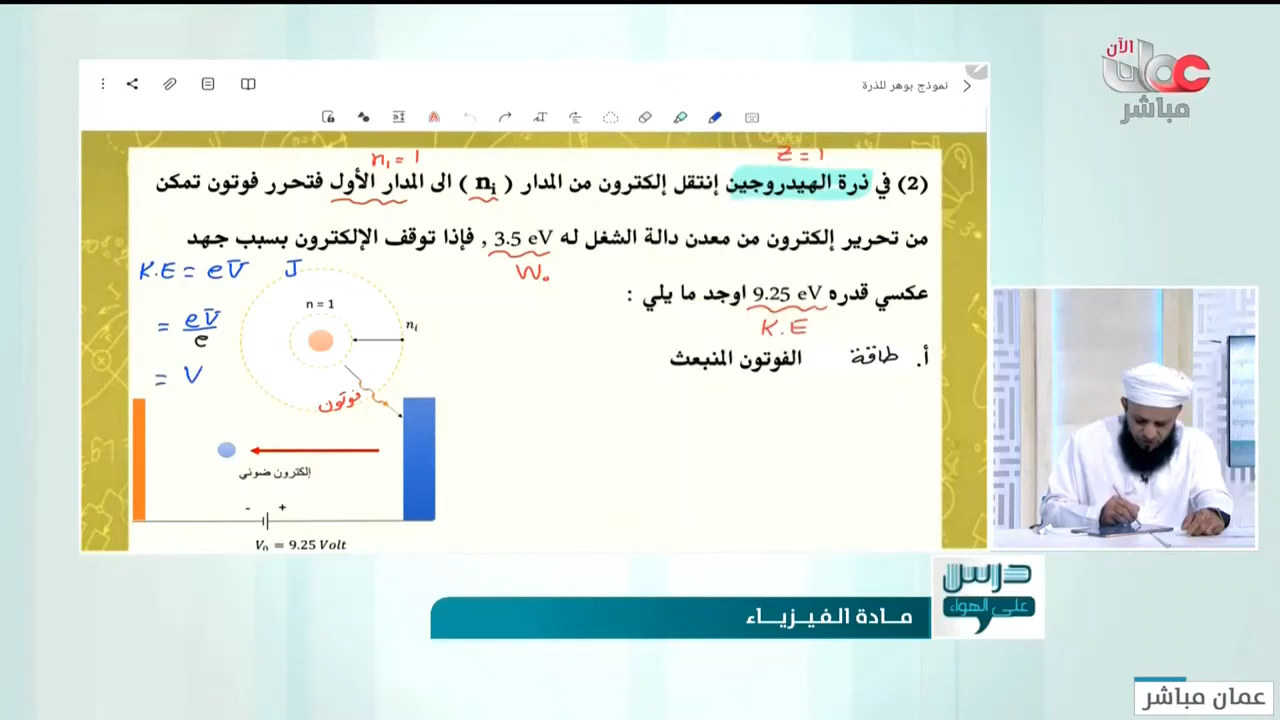 الآن
عمان
مباشر
نموذج بوهر للذرة
n₁ = 1
Z = 1
(2) في ذرة الهيدروجين إنتقل إلكترون من المدار ( nᵢ ) الى المدار الأول فتحرر فوتون تمكن
من تحرير إلكترون من معدن دالة الشغل له 3.5 eV , فإذا توقف الإلكترون بسبب جهد
W₀
عكسي قدره 9.25 eV اوجد ما يلي :
K.E
أ. طاقة الفوتون المنبعث
K.E = eV J
= eV/e
= V
n = 1
nᵢ
فوتون
إلكترون ضوئي
- +
V₀ = 9.25 Volt
درس
على الهواء
مـادة الـفـيـزيـاء
عمان مباشر